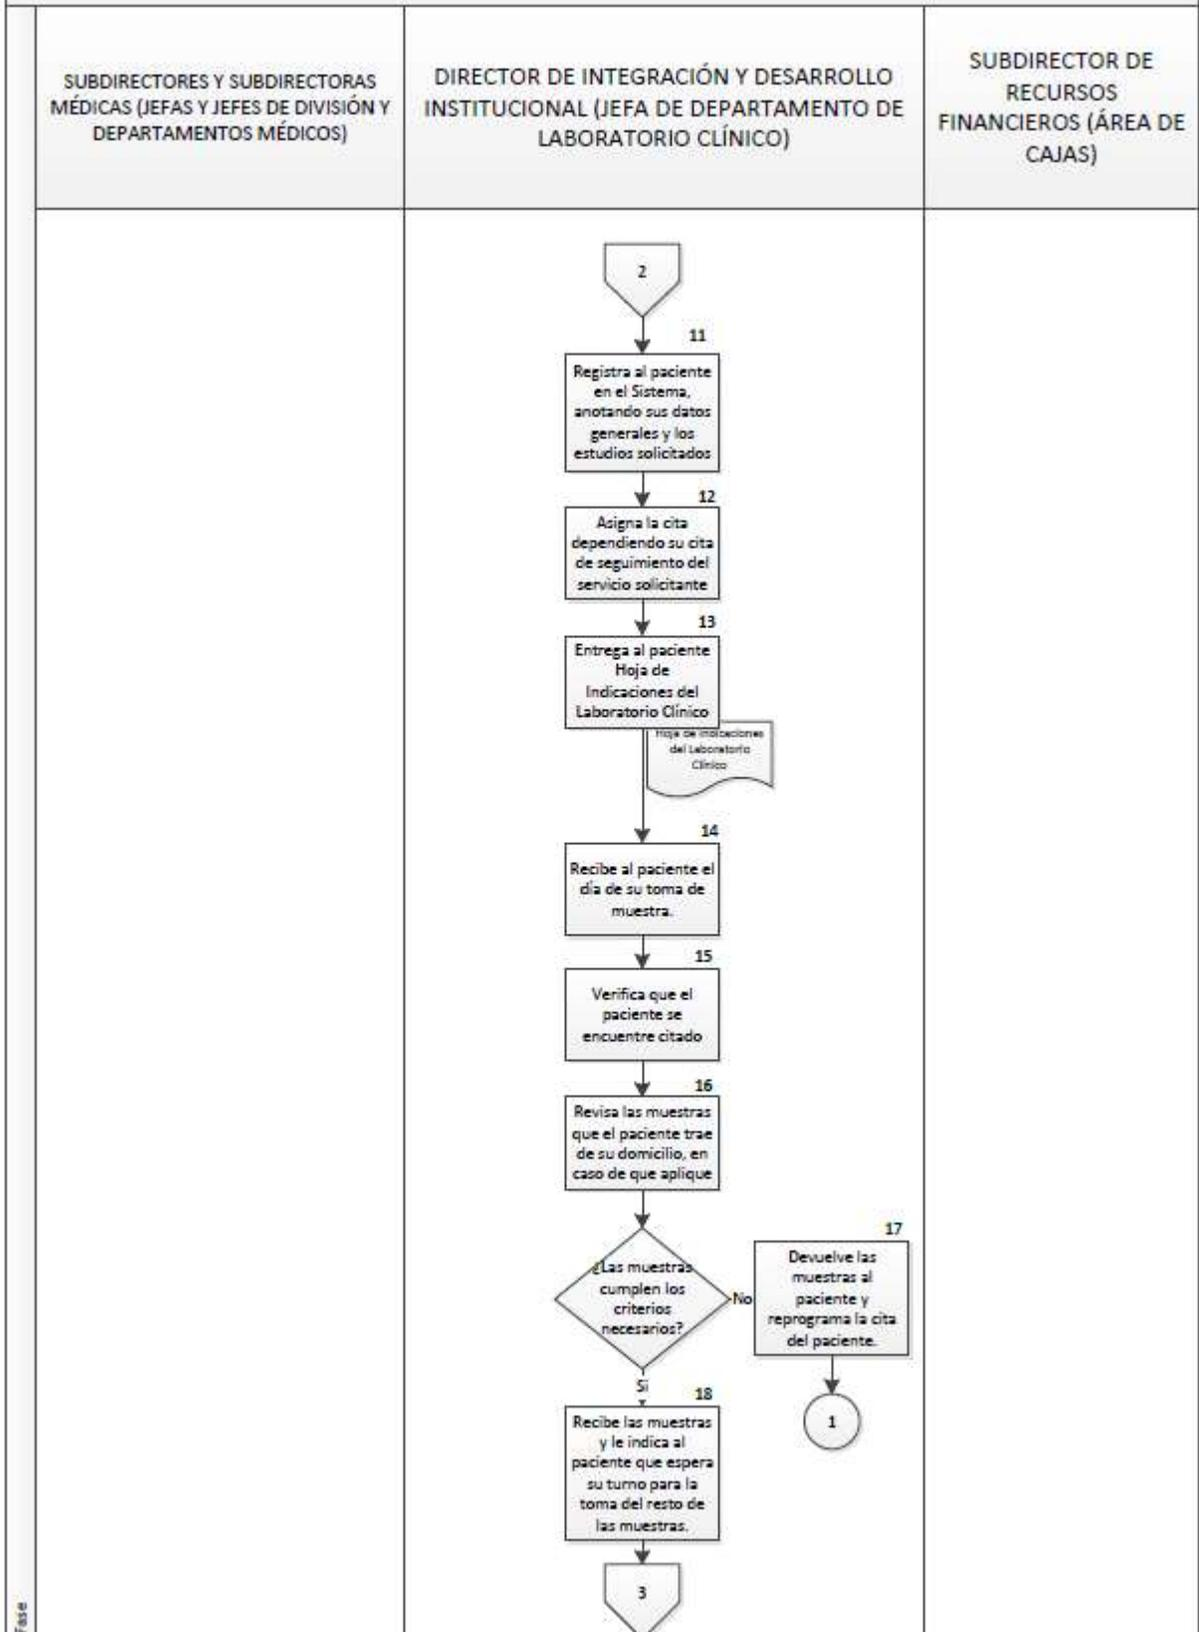 SUBDIRECTORES Y SUBDIRECTORAS
MÉDICAS (JEFAS Y JEFES DE DIVISIÓN Y
DEPARTAMENTOS MÉDICOS)
DIRECTOR DE INTEGRACIÓN Y DESARROLLO
INSTITUCIONAL (JEFA DE DEPARTAMENTO DE
LABORATORIO CLÍNICO)
SUBDIRECTOR DE
RECURSOS
FINANCIEROS (ÁREA DE
CAJAS)
2
11
Registra al paciente
en el Sistema,
anotando sus datos
generales y los
estudios solicitados
12
Asigna la cita
dependiendo su cita
de seguimiento del
servicio solicitante
13
Entrega al paciente
Hoja de
Indicaciones del
Laboratorio Clínico
Hoja de Indicaciones
del Laboratorio
Clínico
14
Recibe al paciente el
día de su toma de
muestra.
15
Verifica que el
paciente se
encuentre citado
16
Revisa las muestras
que el paciente trae
de su domicilio, en
caso de que aplique
¿Las muestras
cumplen los
criterios
necesarios?
No
17
Devuelve las
muestras al
paciente y
reprograma la cita
del paciente.
1
Si
18
Recibe las muestras
y le indica al
paciente que espera
su turno para la
toma del resto de
las muestras.
3
Fase